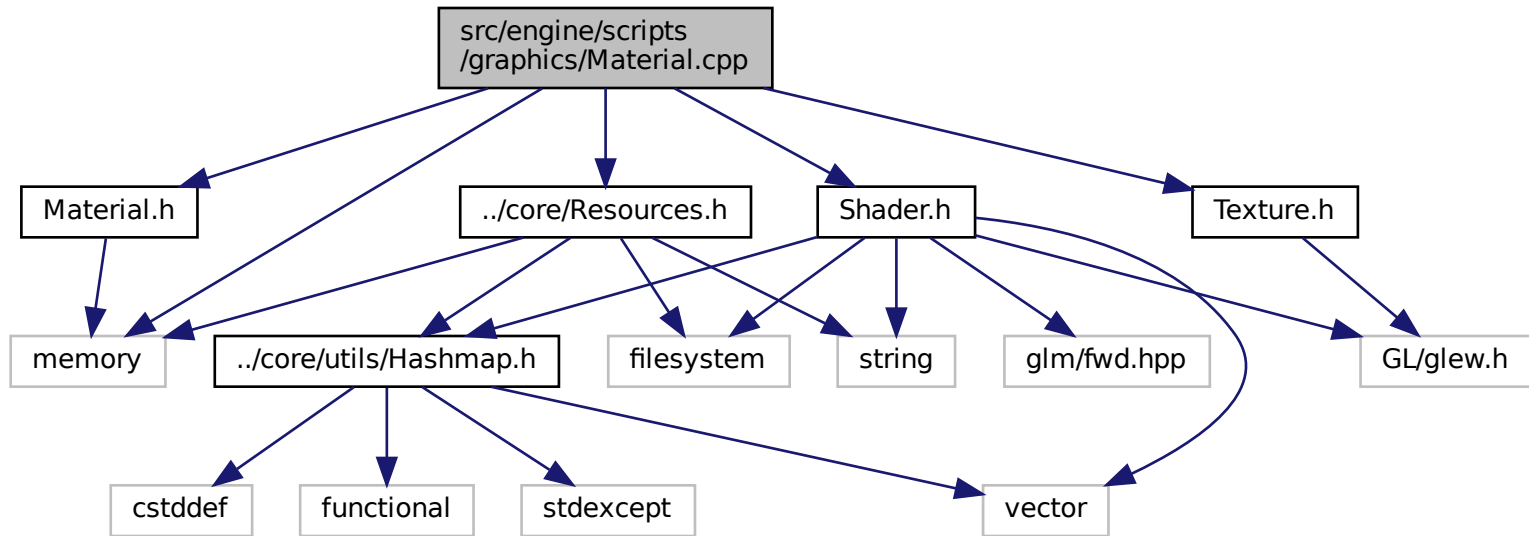 src/engine/scripts
/graphics/Material.cpp
Material.h
../core/Resources.h
Shader.h
Texture.h
memory
../core/utils/Hashmap.h
filesystem
string
glm/fwd.hpp
GL/glew.h
cstddef
functional
stdexcept
vector